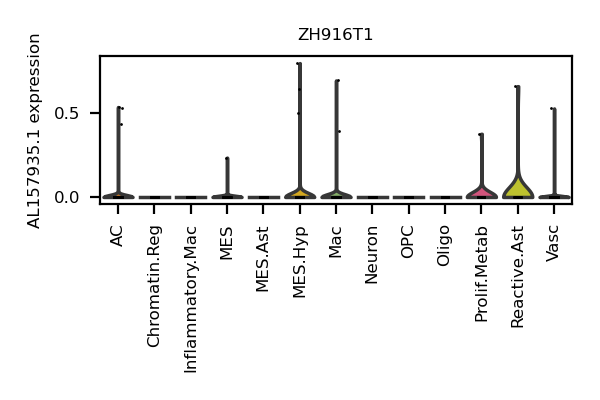 ZH916T1
AL157935.1 expression
0.5
0.0
AC
Chromatin.Reg
Inflammatory.Mac
MES
MES.Ast
MES.Hyp
Mac
Neuron
OPC
Oligo
Prolif.Metab
Reactive.Ast
Vasc